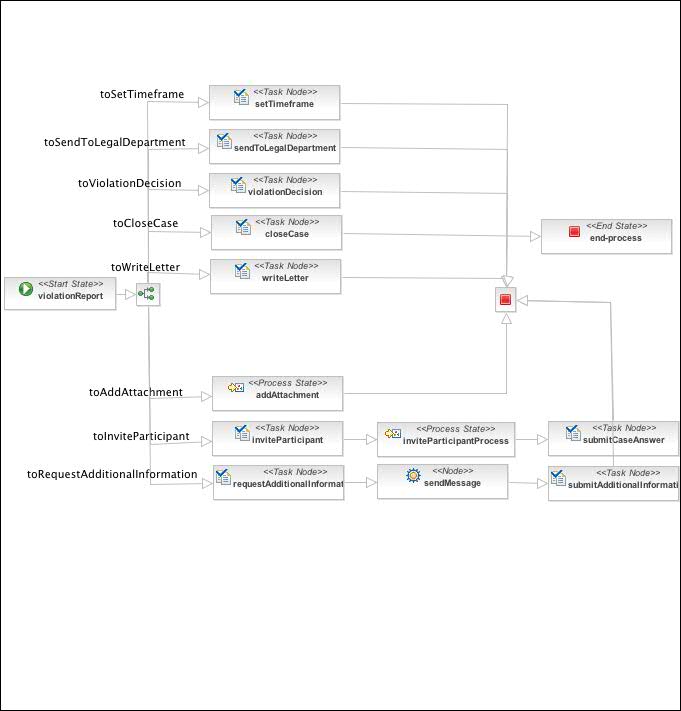 toSetTimeframe
<<Task Node>>
setTimeframe
toSendToLegalDepartment
<<Task Node>>
sendToLegalDepartment
toViolationDecision
<<Task Node>>
violationDecision
toCloseCase
<<Task Node>>
closeCase
<<End State>>
end-process
toWriteLetter
<<Task Node>>
writeLetter
<<Start State>>
violationReport
toAddAttachment
<<Process State>>
addAttachment
toInviteParticipant
<<Task Node>>
inviteParticipant
<<Process State>>
inviteParticipantProcess
<<Task Node>>
submitCaseAnswer
toRequestAdditionalInformation
<<Task Node>>
requestAdditionalInformat
<<Node>>
sendMessage
<<Task Node>>
submitAdditionalInformati